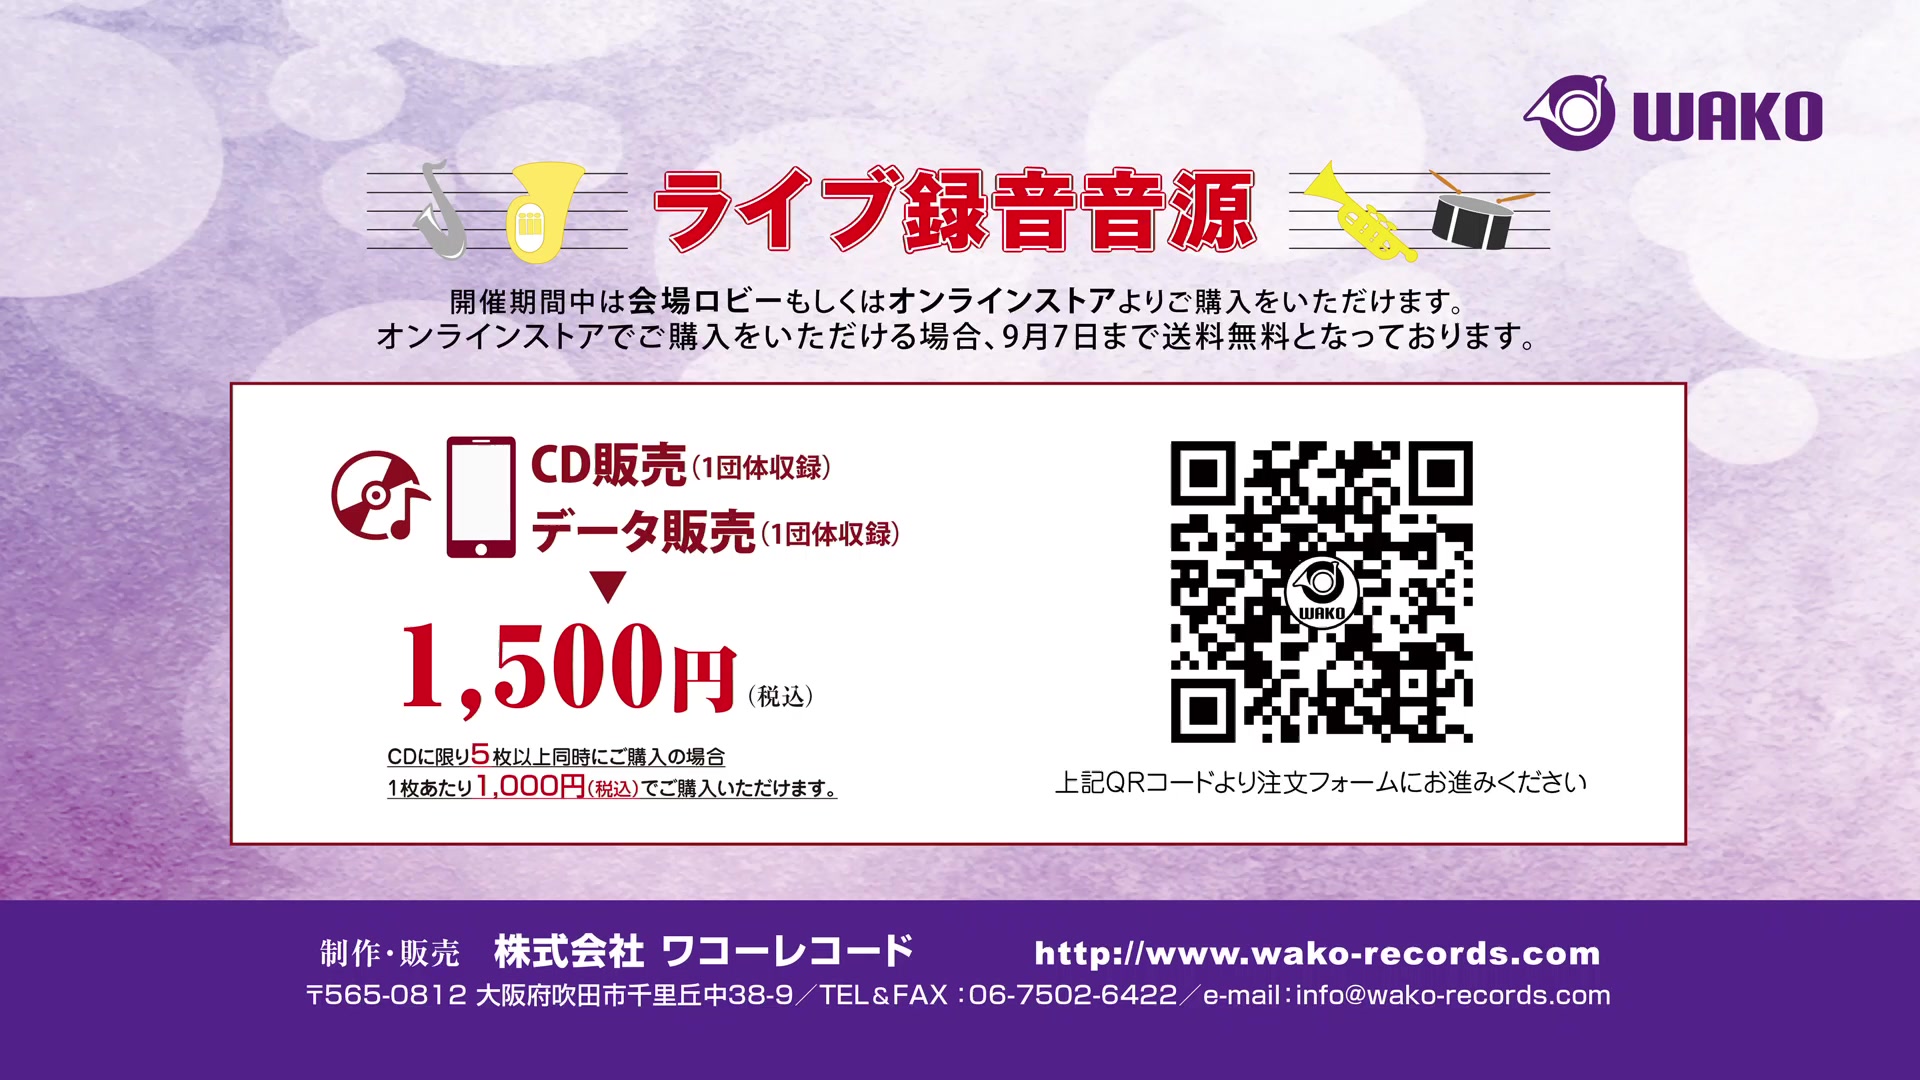 WAKO
ライブ録音音源
開催期間中は会場ロビーもしくはオンラインストアよりご購入をいただけます。
オンラインストアでご購入をいただける場合、9月7日まで送料無料となっております。
CD販売(1団体収録)
データ販売(1団体収録)
▼
1,500円(税込)
CDに限り5枚以上同時にご購入の場合
1枚あたり1,000円(税込)でご購入いただけます。
WAKO
上記QRコードより注文フォームにお進みください
制作・販売 株式会社 ワコーレコード http://www.wako-records.com
〒565-0812 大阪府吹田市千里丘中38-9／TEL&FAX:06-7502-6422／e-mail:info@wako-records.com